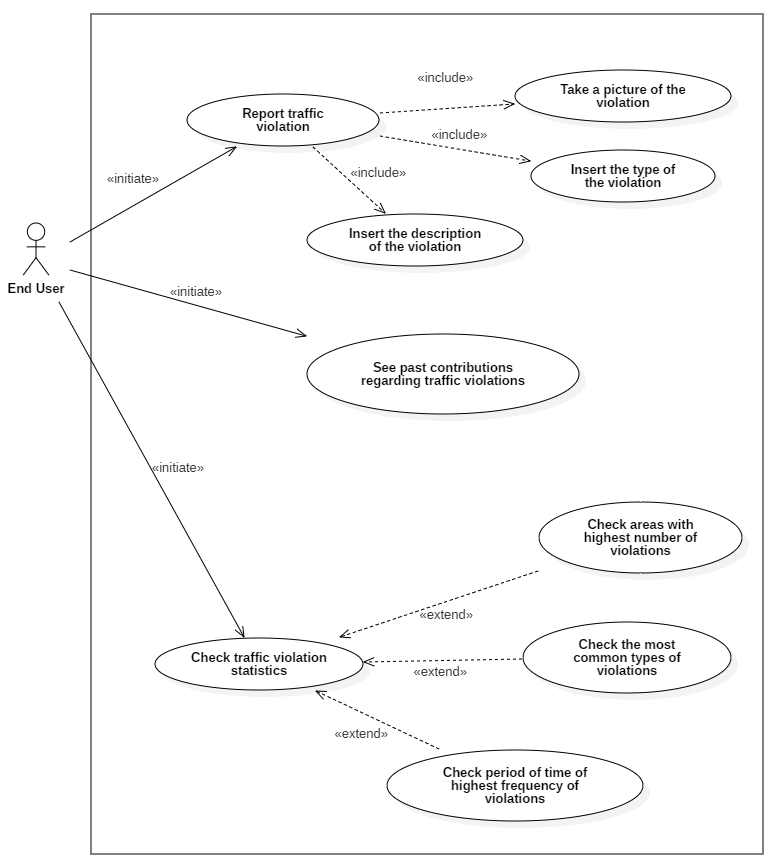 «include»
Take a picture of the
violation
Report traffic
violation
«include»
Insert the type of
the violation
«include»
«initiate»
Insert the description
of the violation
End User
«initiate»
See past contributions
regarding traffic violations
«initiate»
Check areas with
highest number of
violations
«extend»
Check traffic violation
statistics
Check the most
common types of
violations
«extend»
«extend»
Check period of time of
highest frequency of
violations